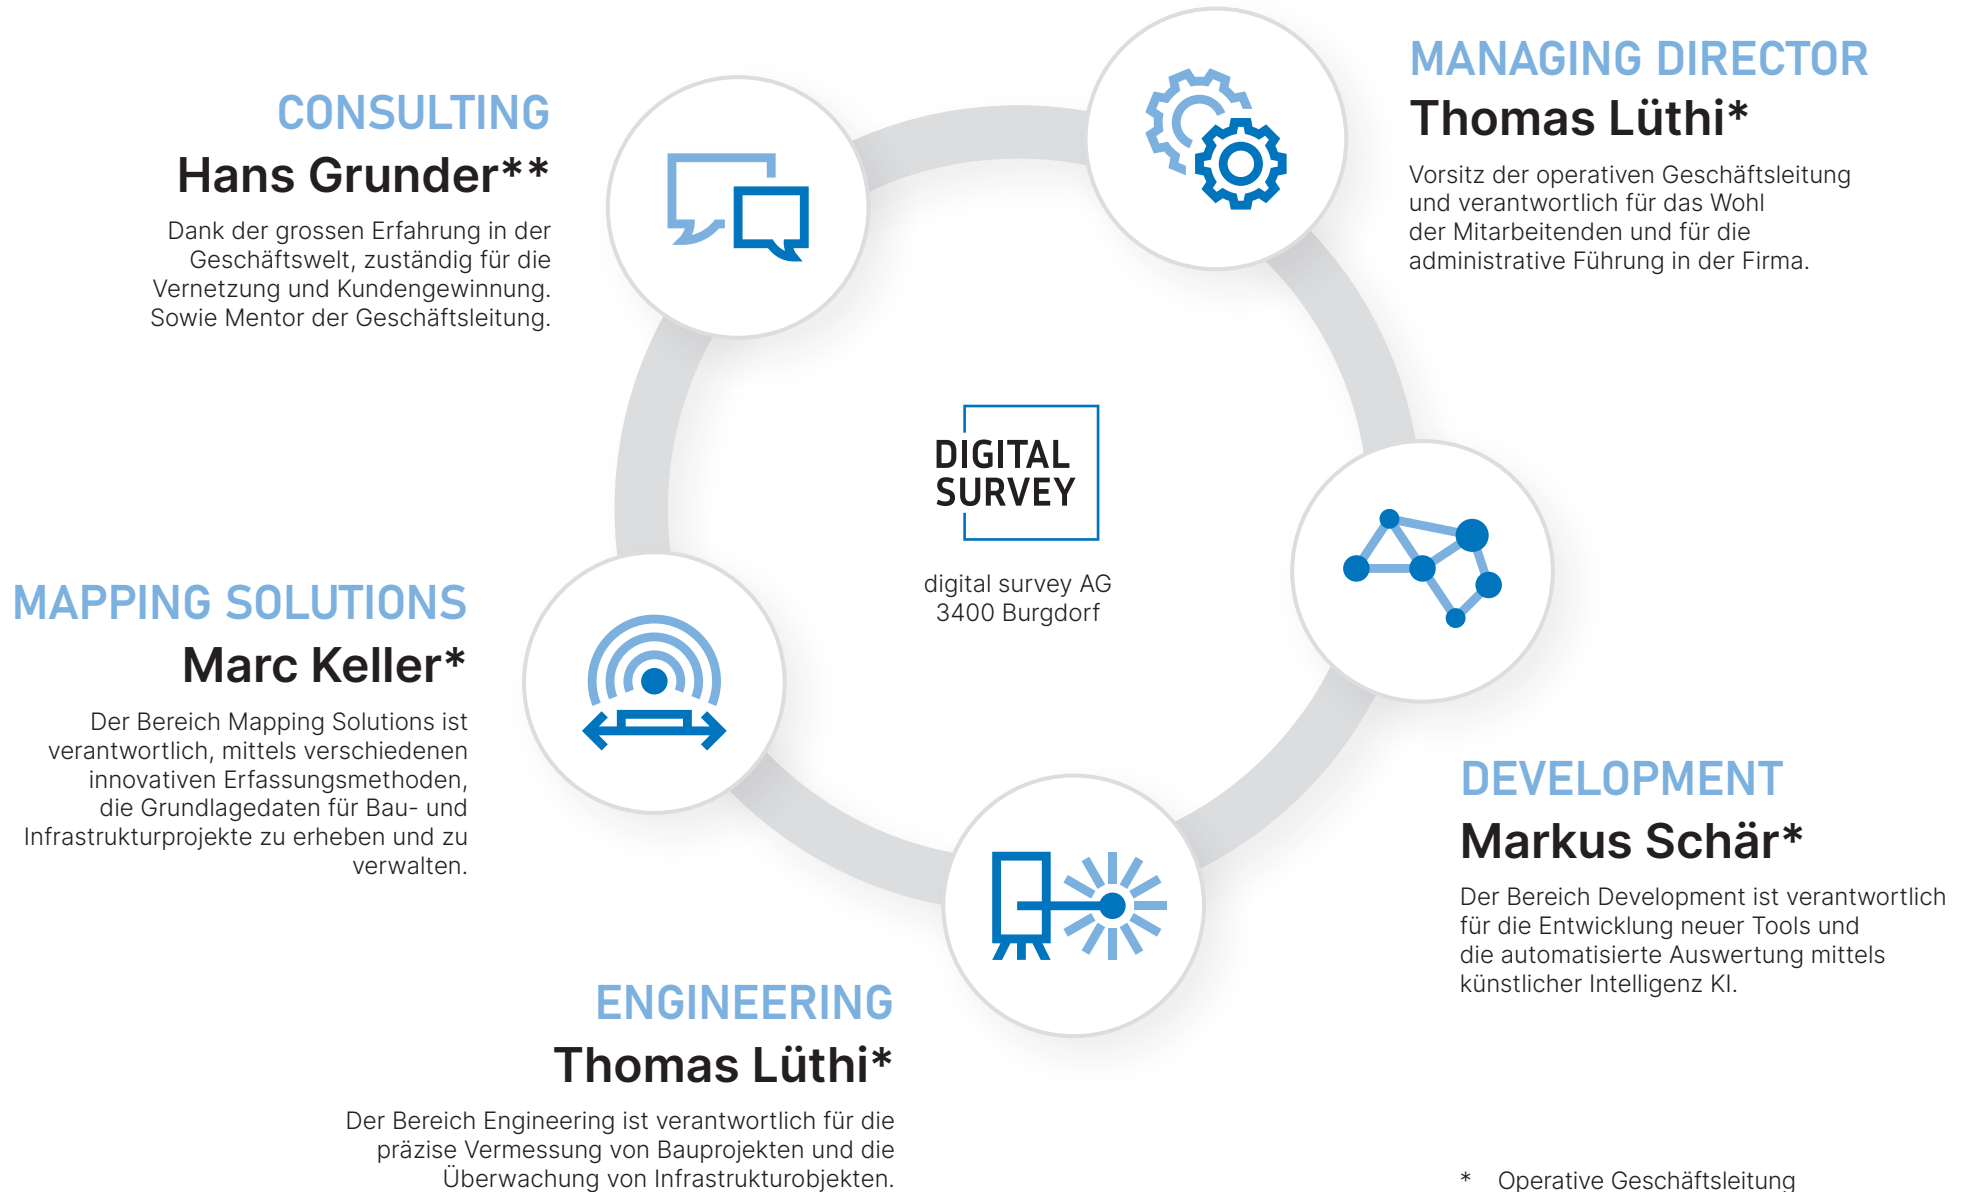 CONSULTING
Hans Grunder**
Dank der grossen Erfahrung in der
Geschäftswelt, zuständig für die
Vernetzung und Kundengewinnung.
Sowie Mentor der Geschäftsleitung.
MANAGING DIRECTOR
Thomas Lüthi*
Vorsitz der operativen Geschäftsleitung
und verantwortlich für das Wohl
der Mitarbeitenden und für die
administrative Führung in der Firma.
DIGITAL
SURVEY
digital survey AG
3400 Burgdorf
MAPPING SOLUTIONS
Marc Keller*
Der Bereich Mapping Solutions ist
verantwortlich, mittels verschiedenen
innovativen Erfassungsmethoden,
die Grundlagedaten für Bau- und
Infrastrukturprojekte zu erheben und zu
verwalten.
DEVELOPMENT
Markus Schär*
Der Bereich Development ist verantwortlich
für die Entwicklung neuer Tools und
die automatisierte Auswertung mittels
künstlicher Intelligenz KI.
ENGINEERING
Thomas Lüthi*
Der Bereich Engineering ist verantwortlich für die
präzise Vermessung von Bauprojekten und die
Überwachung von Infrastrukturobjekten.
* Operative Geschäftsleitung